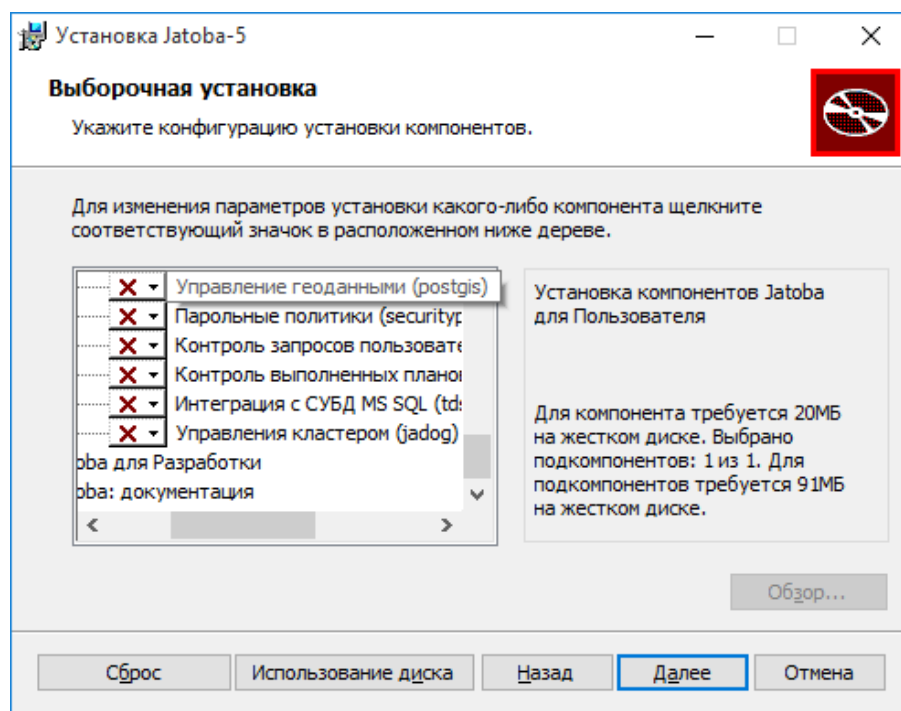 Установка Jatoba-5
Выборочная установка
Укажите конфигурацию установки компонентов.
Для изменения параметров установки какого-либо компонента щелкните
соответствующий значок в расположенном ниже дереве.
Управление геоданными (postgis)
Парольные политики (securityp
Контроль запросов пользовате
Контроль выполненных плано
Интеграция с СУБД MS SQL (tds
Управления кластером (jadog)
oba для Разработки
oba: документация
Установка компонентов Jatoba
для Пользователя
Для компонента требуется 20МБ
на жестком диске. Выбрано
подкомпонентов: 1 из 1. Для
подкомпонентов требуется 91МБ
на жестком диске.
Обзор...
Сброс
Использование диска
Назад
Далее
Отмена